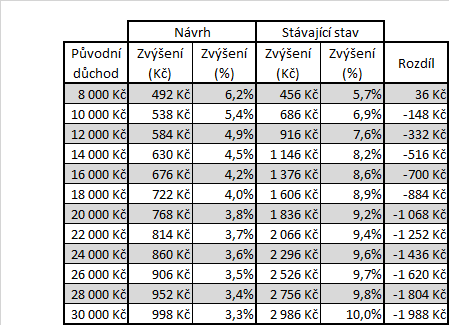 Návrh Stávající stav
Původní důchod Zvýšení (Kč) Zvýšení (%) Zvýšení (Kč) Zvýšení (%) Rozdíl
8 000 Kč 492 Kč 6,2% 456 Kč 5,7% 36 Kč
10 000 Kč 538 Kč 5,4% 686 Kč 6,9% -148 Kč
12 000 Kč 584 Kč 4,9% 916 Kč 7,6% -332 Kč
14 000 Kč 630 Kč 4,5% 1 146 Kč 8,2% -516 Kč
16 000 Kč 676 Kč 4,2% 1 376 Kč 8,6% -700 Kč
18 000 Kč 722 Kč 4,0% 1 606 Kč 8,9% -884 Kč
20 000 Kč 768 Kč 3,8% 1 836 Kč 9,2% -1 068 Kč
22 000 Kč 814 Kč 3,7% 2 066 Kč 9,4% -1 252 Kč
24 000 Kč 860 Kč 3,6% 2 296 Kč 9,6% -1 436 Kč
26 000 Kč 906 Kč 3,5% 2 526 Kč 9,7% -1 620 Kč
28 000 Kč 952 Kč 3,4% 2 756 Kč 9,8% -1 804 Kč
30 000 Kč 998 Kč 3,3% 2 986 Kč 10,0% -1 988 Kč